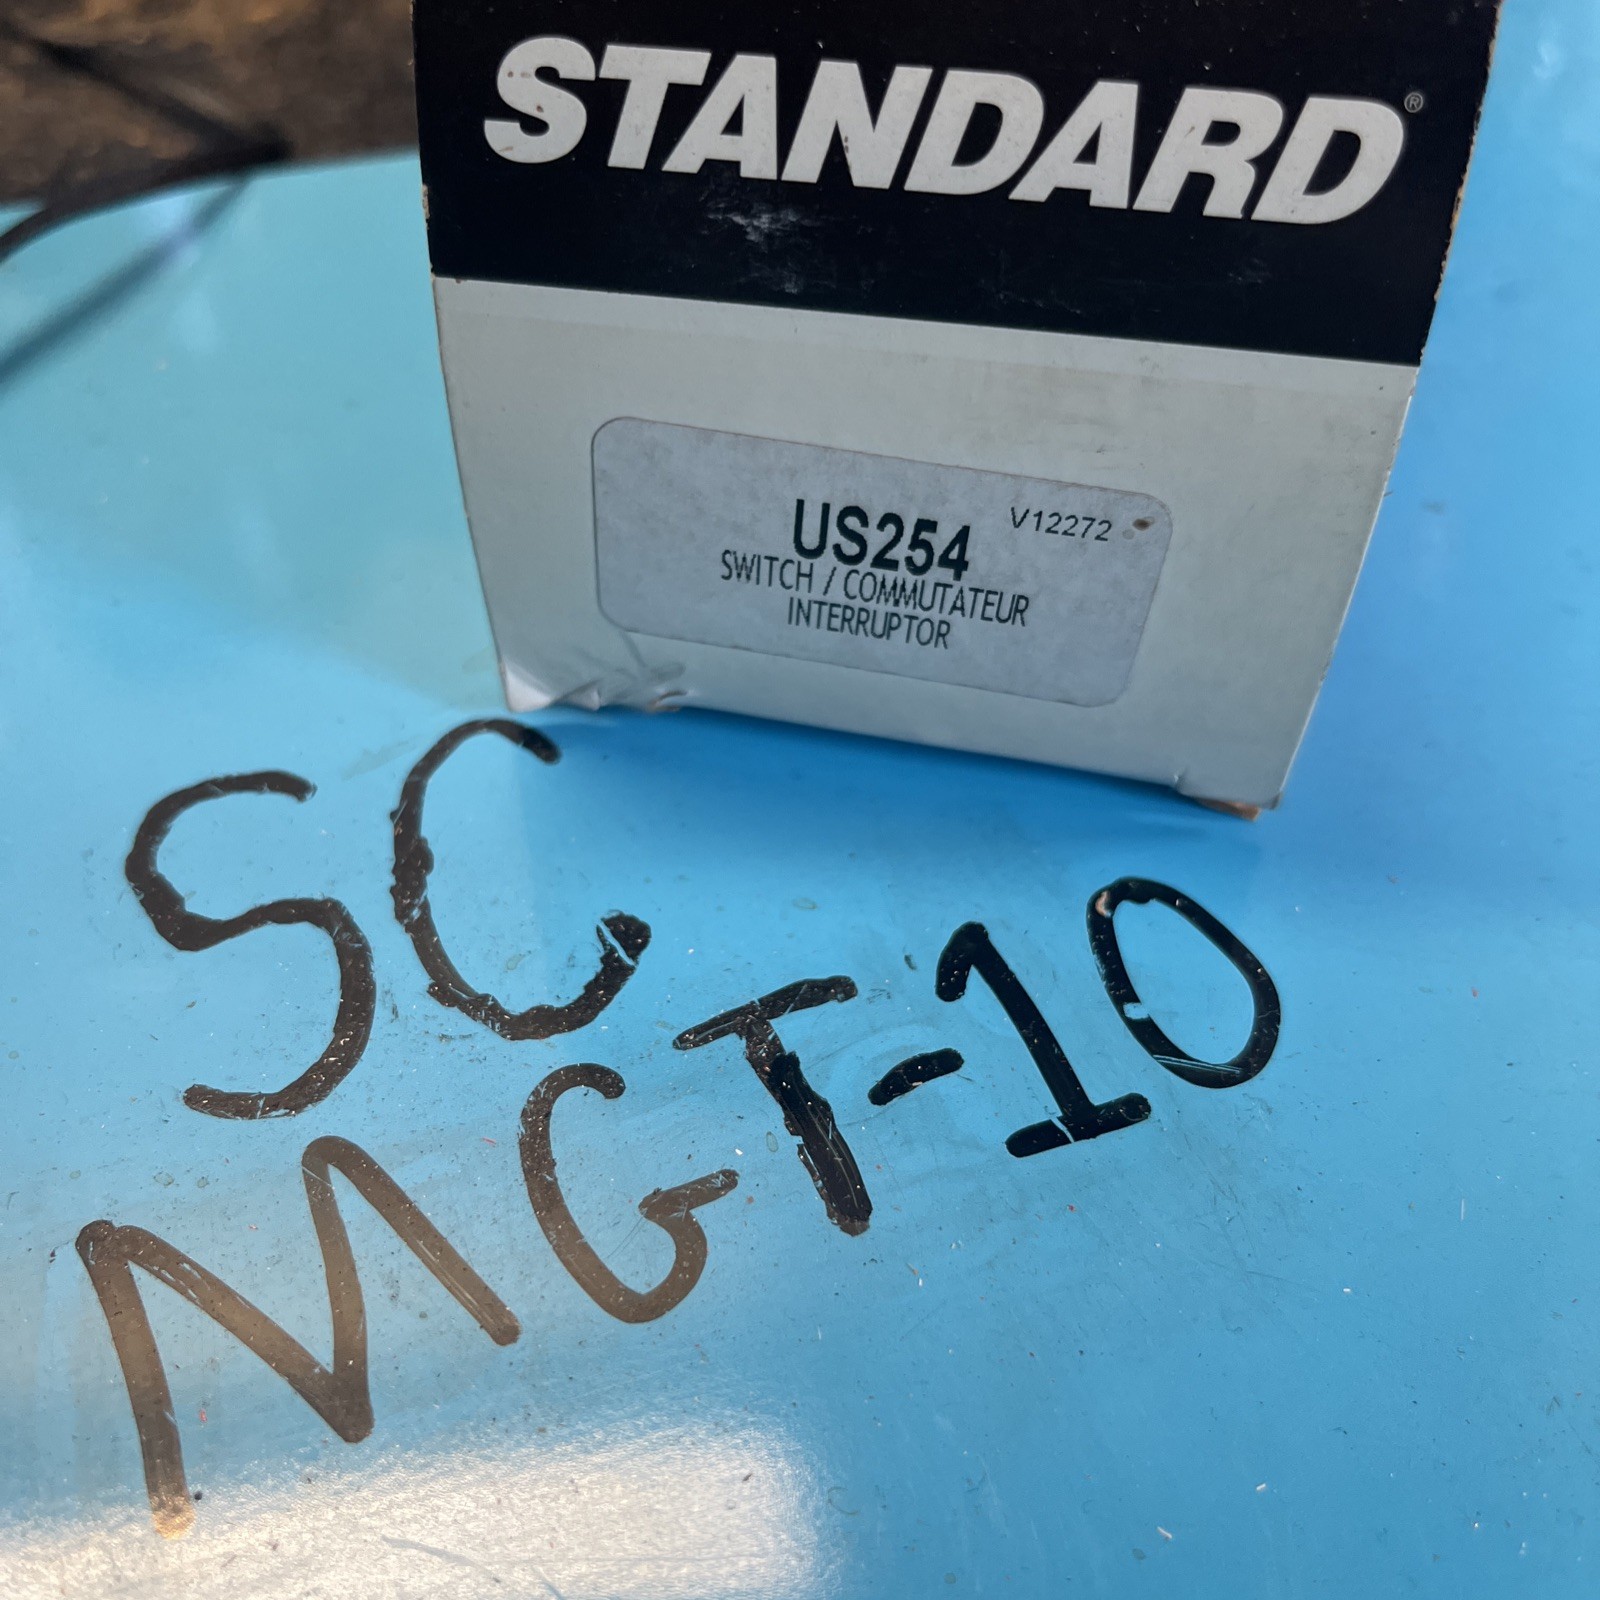 STANDARD®
US254 V12272
SWITCH / COMMUTATEUR
INTERRUPTOR
SC
MGT-10